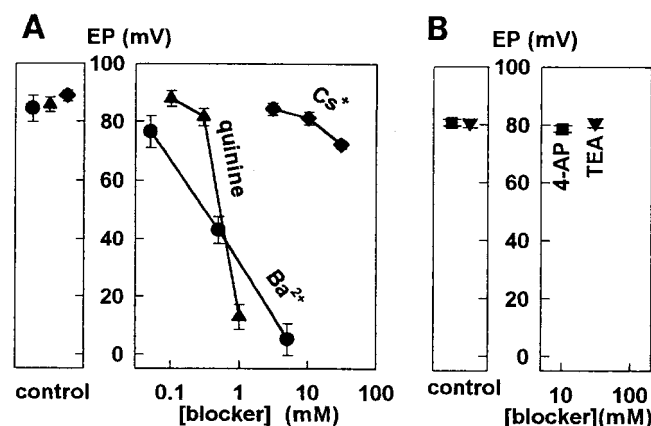 A
EP (mV)
100
80
60
40
20
0
quinine
Cs+
Ba2+
0.1 1 10 100
control
[blocker] (mM)
B
EP (mV)
100
80
60
40
20
0
4-AP
TEA
10 100
control
[blocker](mM)